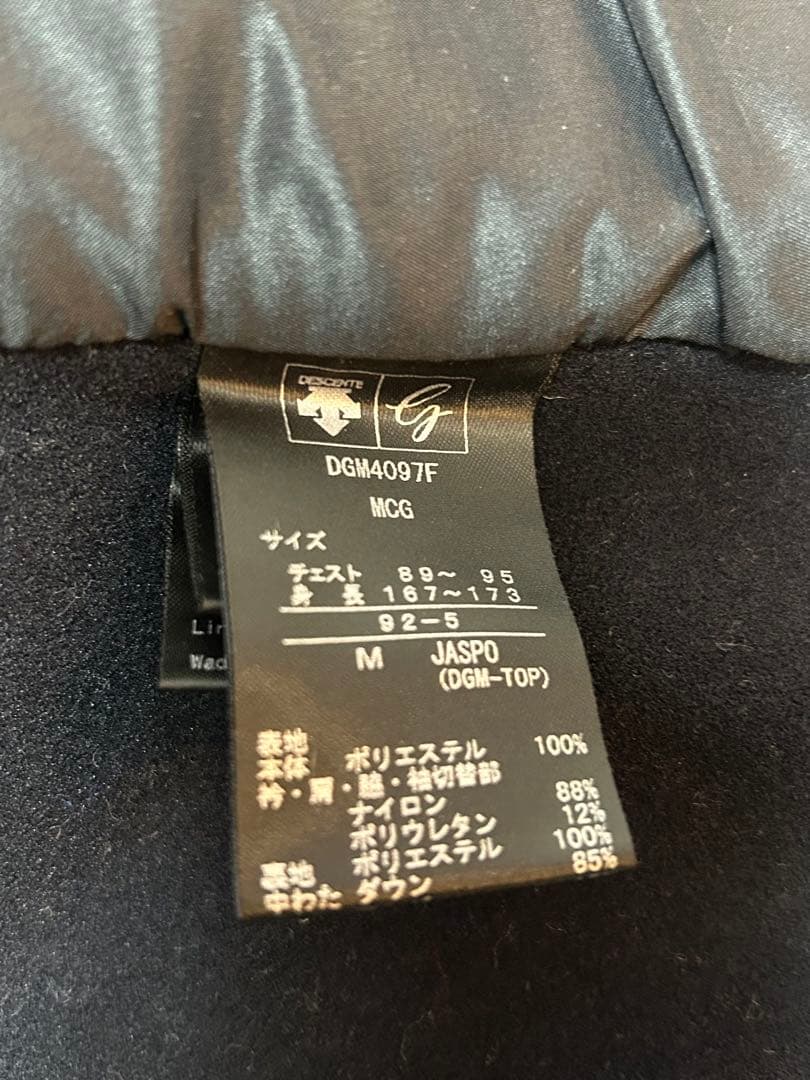 DESCENTE G
DGM4097F
MCG
サイズ
チェスト 89～ 95
身 長 167～173
92-5
M JASPO
(DGM-TOP)
表地
本体 ポリエステル 100%
衿・肩・脇・袖切替部
ナイロン 88%
ポリウレタン 12%
裏地 ポリエステル 100%
中わた ダウン 85%
Lin
Wad